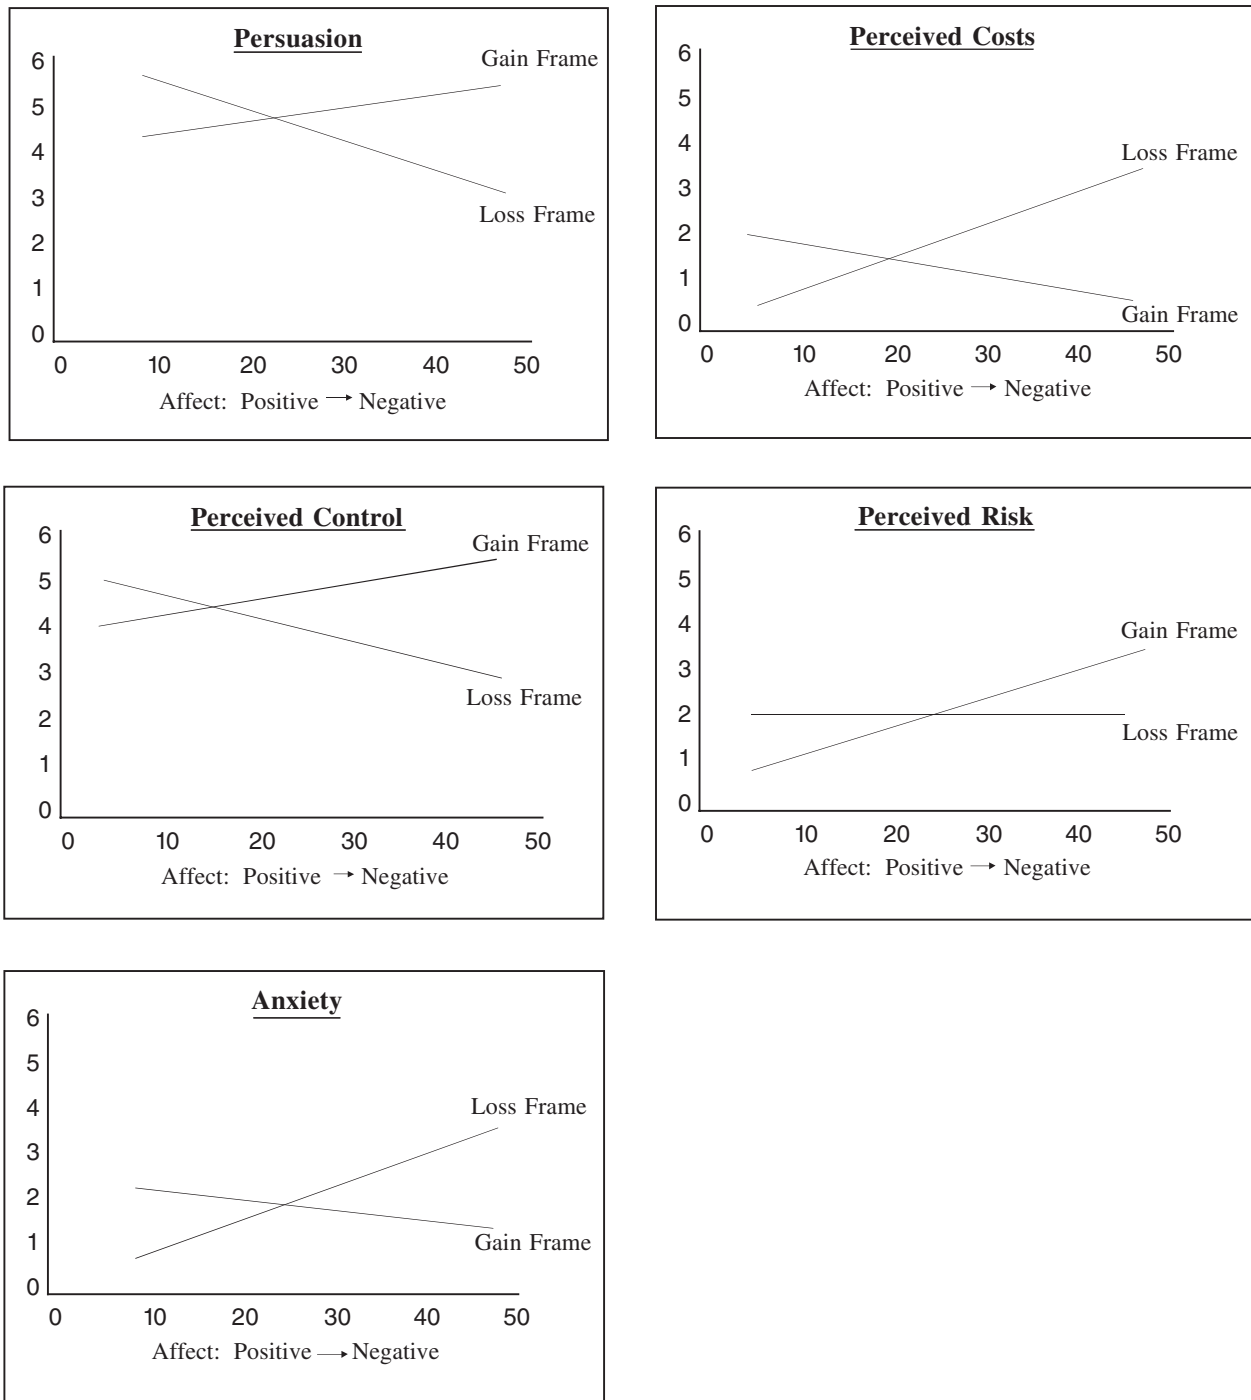 Persuasion
Gain Frame
6
5
4
3
2
1
0
Loss Frame
0 10 20 30 40 50
Affect: Positive → Negative
Perceived Costs
6
5
4
3
2
1
0
Loss Frame
Gain Frame
0 10 20 30 40 50
Affect: Positive → Negative
Perceived Control
Gain Frame
6
5
4
3
2
1
0
Loss Frame
0 10 20 30 40 50
Affect: Positive → Negative
Perceived Risk
6
5
4
3
2
1
0
Gain Frame
Loss Frame
0 10 20 30 40 50
Affect: Positive → Negative
Anxiety
6
5
4
3
2
1
0
Loss Frame
Gain Frame
0 10 20 30 40 50
Affect: Positive → Negative